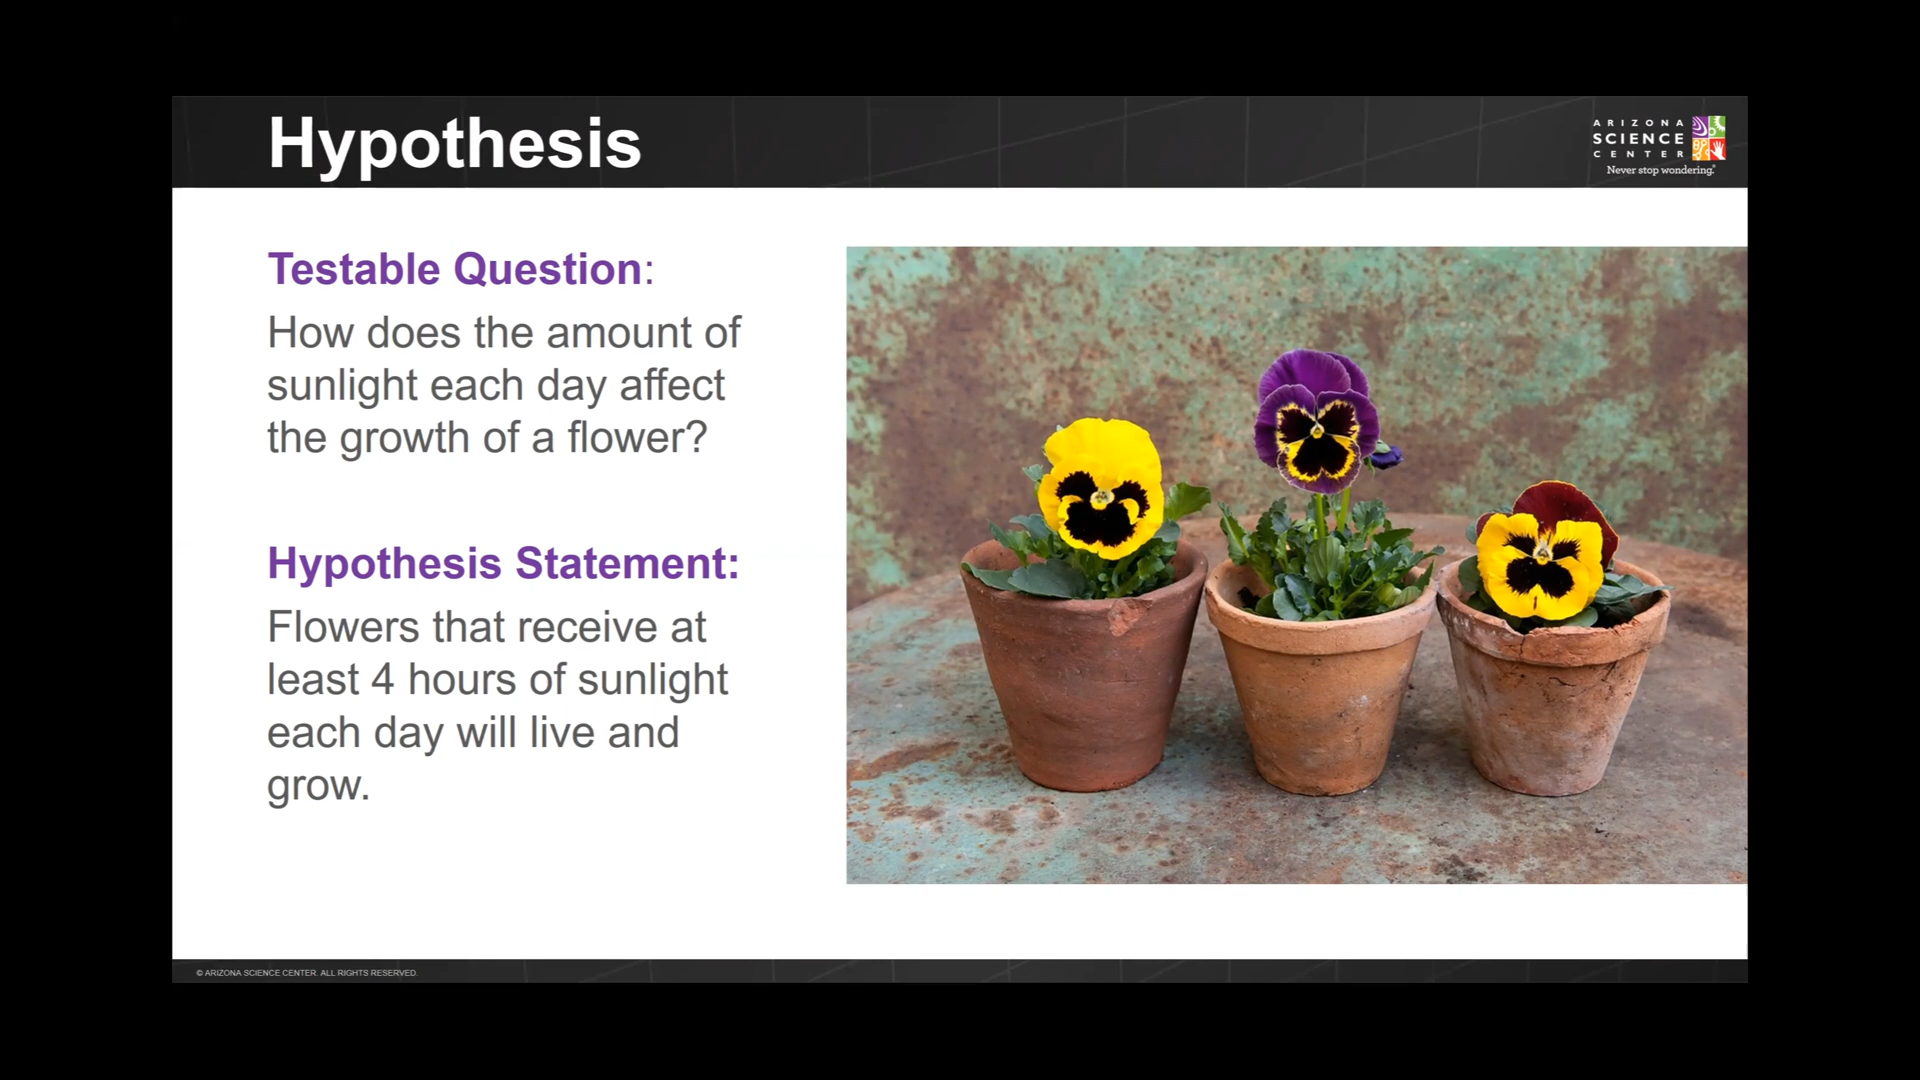 Hypothesis
ARIZONA
SCIENCE
CENTER
Never stop wondering.®
Testable Question:
How does the amount of
sunlight each day affect
the growth of a flower?
Hypothesis Statement:
Flowers that receive at
least 4 hours of sunlight
each day will live and
grow.
© ARIZONA SCIENCE CENTER. ALL RIGHTS RESERVED.